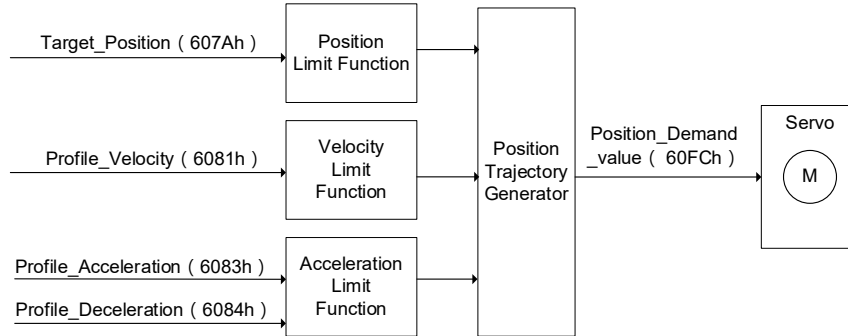 Target_Position ( 607Ah )
Position
Limit Function
Profile_Velocity ( 6081h )
Velocity
Limit
Function
Profile_Acceleration ( 6083h )
Profile_Deceleration ( 6084h )
Acceleration
Limit
Function
Position
Trajectory
Generator
Position_Demand
_value ( 60FCh )
Servo
M